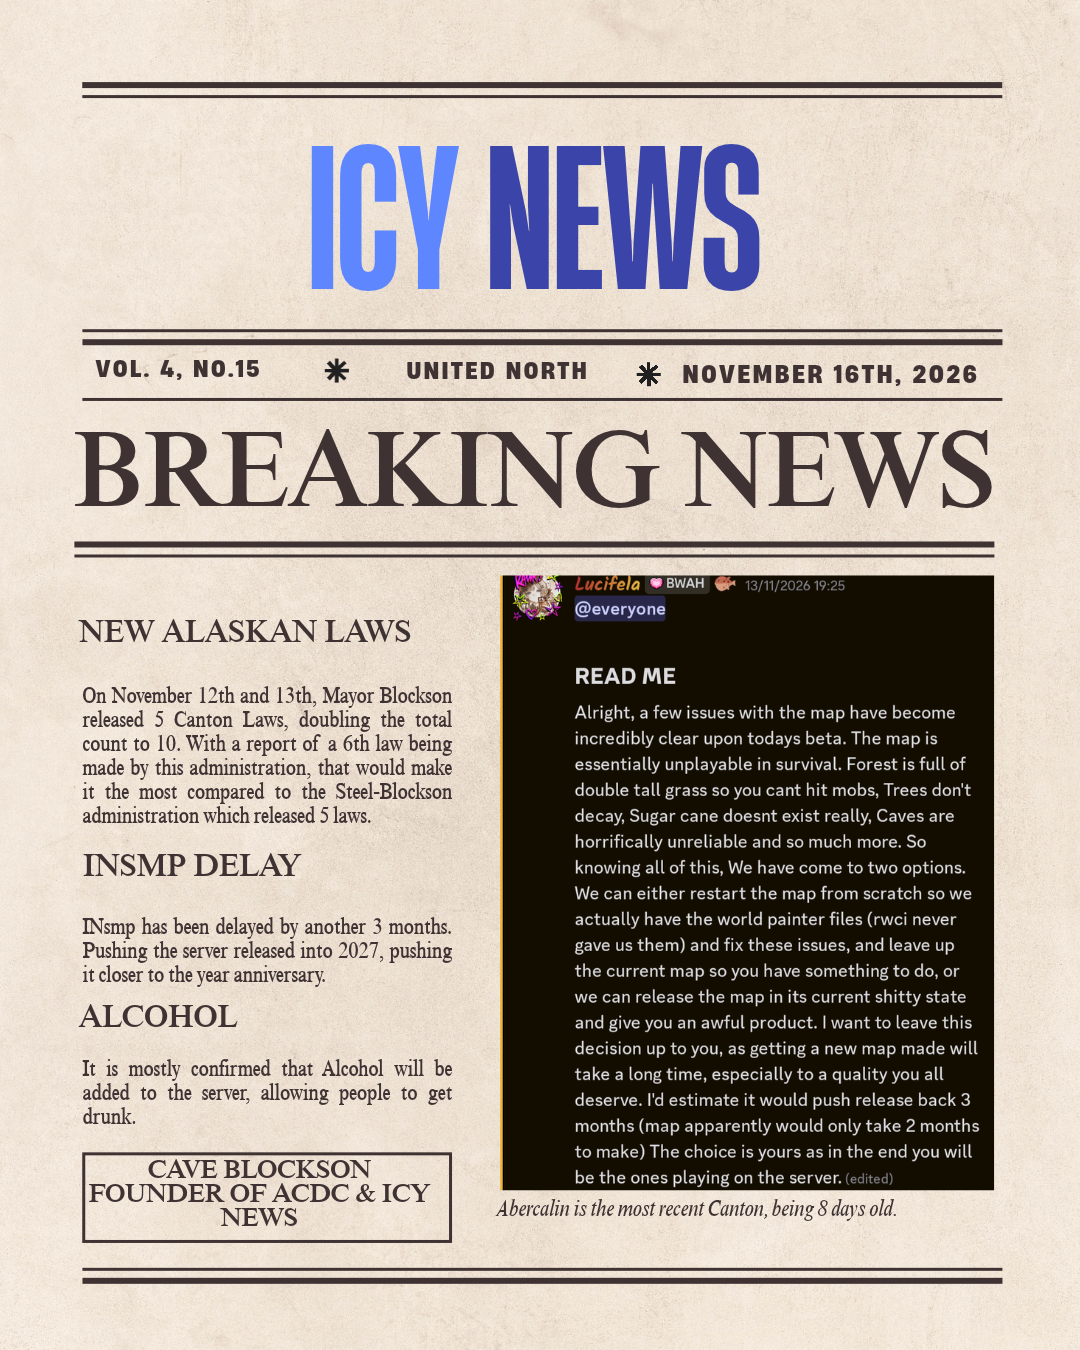 ICY NEWS
VOL. 4, NO.15
UNITED NORTH
NOVEMBER 16TH, 2026
BREAKING NEWS
NEW ALASKAN LAWS
On November 12th and 13th, Mayor Blockson
released 5 Canton Laws, doubling the total
count to 10. With a report of a 6th law being
made by this administration, that would make
it the most compared to the Steel-Blockson
administration which released 5 laws.
INSMP DELAY
INsmp has been delayed by another 3 months.
Pushing the server released into 2027, pushing
it closer to the year anniversary.
ALCOHOL
It is mostly confirmed that Alcohol will be
added to the server, allowing people to get
drunk.
CAVE BLOCKSON
FOUNDER OF ACDC & ICY
NEWS
Lucifela BWAH 13/11/2026 19:25
@everyone
READ ME
Alright, a few issues with the map have become
incredibly clear upon todays beta. The map is
essentially unplayable in survival. Forest is full of
double tall grass so you cant hit mobs, Trees don't
decay, Sugar cane doesnt exist really, Caves are
horrifically unreliable and so much more. So
knowing all of this, We have come to two options.
We can either restart the map from scratch so we
actually have the world painter files (rwci never
gave us them) and fix these issues, and leave up
the current map so you have something to do, or
we can release the map in its current shitty state
and give you an awful product. I want to leave this
decision up to you, as getting a new map made will
take a long time, especially to a quality you all
deserve. I'd estimate it would push release back 3
months (map apparently would only take 2 months
to make) The choice is yours as in the end you will
be the ones playing on the server. (edited)
Abercalin is the most recent Canton, being 8 days old.